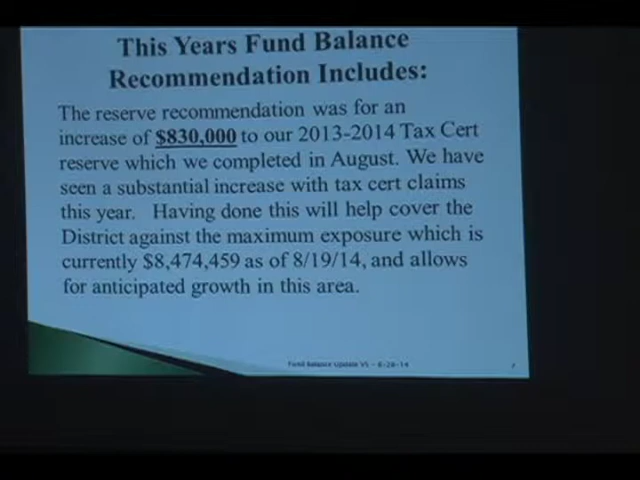 This Years Fund Balance
Recommendation Includes:
The reserve recommendation was for an
increase of $830,000 to our 2013-2014 Tax Cert
reserve which we completed in August. We have
seen a substantial increase with tax cert claims
this year. Having done this will help cover the
District against the maximum exposure which is
currently $8,474,459 as of 8/19/14, and allows
for anticipated growth in this area.
Fund Balance Update V5 - 8-28-14
7